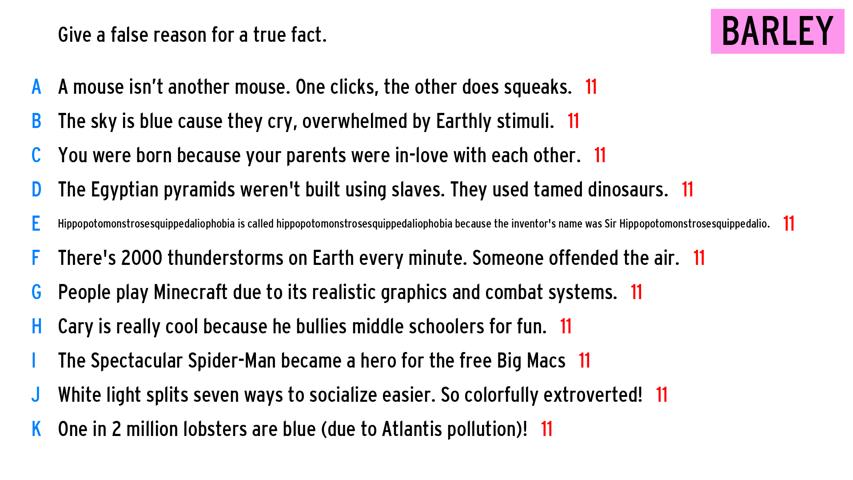 Give a false reason for a true fact.
BARLEY
A A mouse isn't another mouse. One clicks, the other does squeaks. 11
B The sky is blue cause they cry, overwhelmed by Earthly stimuli. 11
C You were born because your parents were in-love with each other. 11
D The Egyptian pyramids weren't built using slaves. They used tamed dinosaurs. 11
E Hippopotomonstrosesquippedaliophobia is called hippopotomonstrosesquippedaliophobia because the inventor's name was Sir Hippopotomonstrosesquippedalio. 11
F There's 2000 thunderstorms on Earth every minute. Someone offended the air. 11
G People play Minecraft due to its realistic graphics and combat systems. 11
H Cary is really cool because he bullies middle schoolers for fun. 11
I The Spectacular Spider-Man became a hero for the free Big Macs 11
J White light splits seven ways to socialize easier. So colorfully extroverted! 11
K One in 2 million lobsters are blue (due to Atlantis pollution)! 11